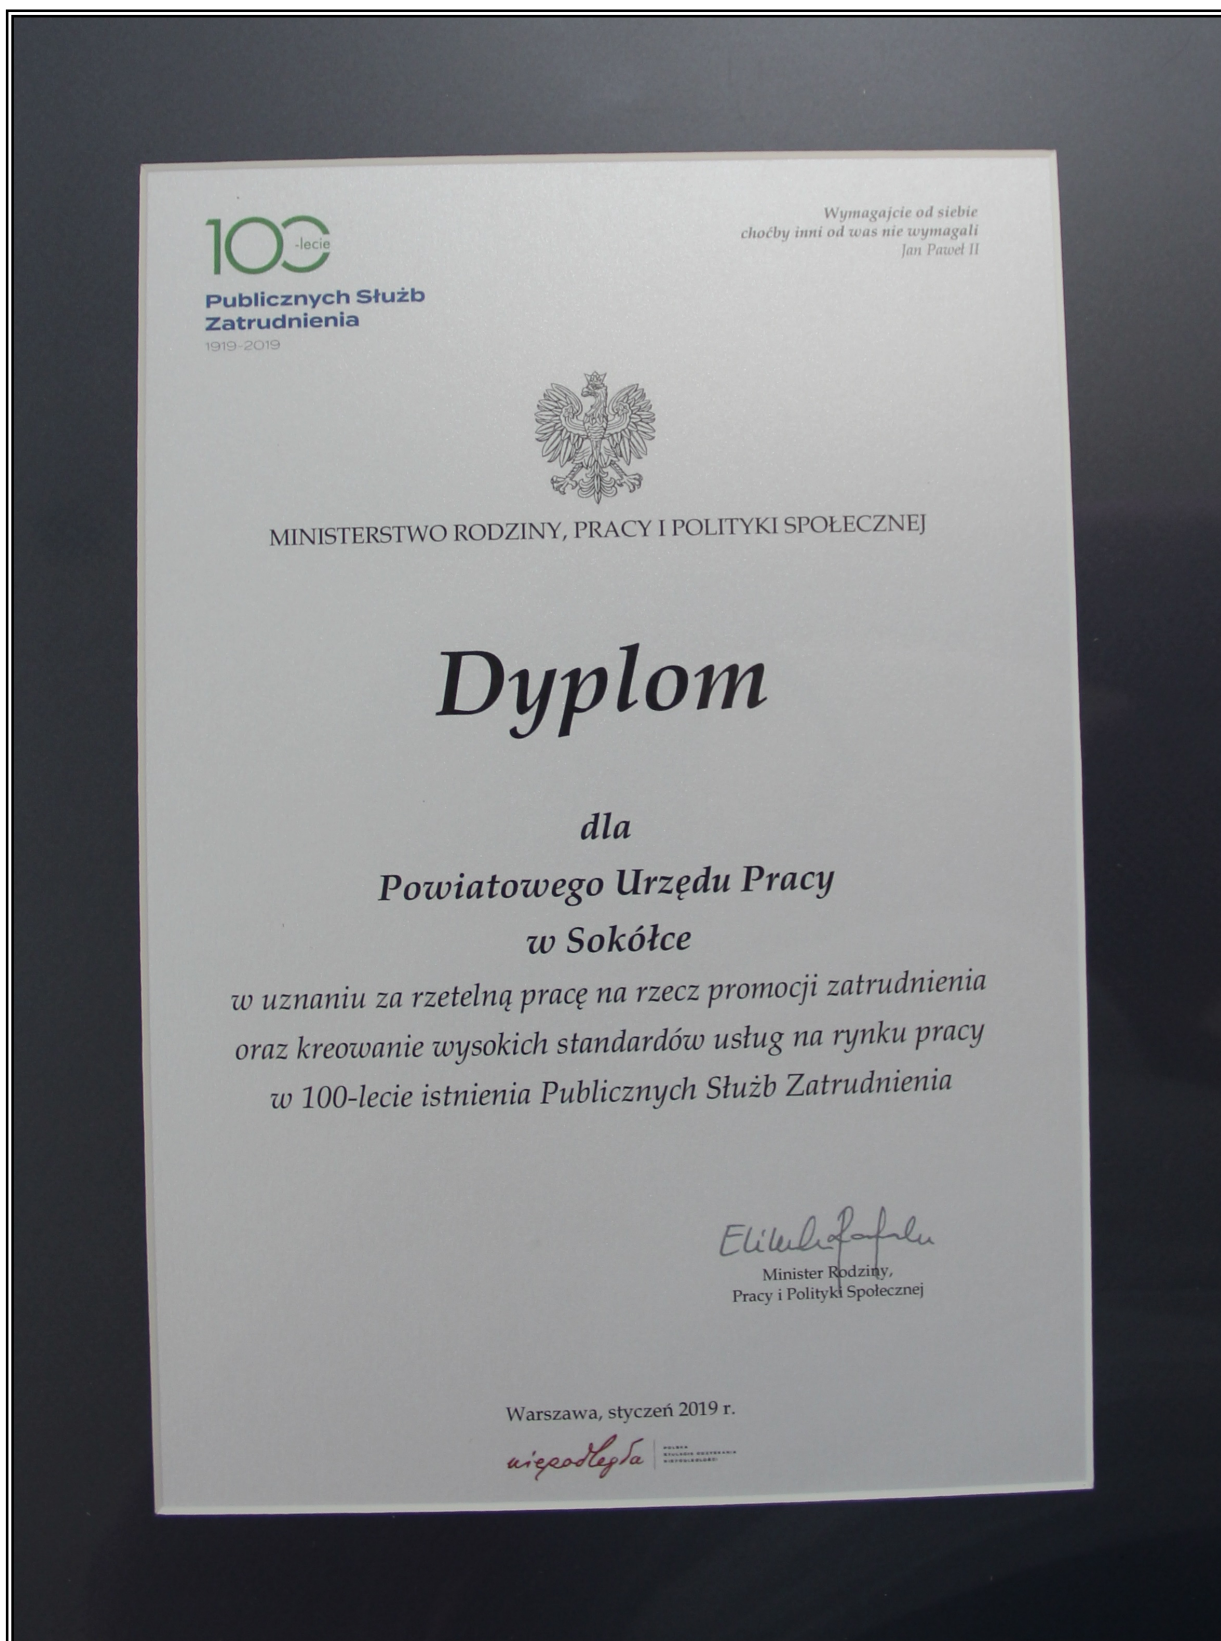 100-lecie
Publicznych Służb
Zatrudnienia
1919-2019
Wymagajcie od siebie
choćby inni od was nie wymagali
Jan Paweł II
MINISTERSTWO RODZINY, PRACY I POLITYKI SPOŁECZNEJ
Dyplom
dla
Powiatowego Urzędu Pracy
w Sokółce
w uznaniu za rzetelną pracę na rzecz promocji zatrudnienia
oraz kreowanie wysokich standardów usług na rynku pracy
w 100-lecie istnienia Publicznych Służb Zatrudnienia
Minister Rodziny,
Pracy i Polityki Społecznej
Warszawa, styczeń 2019 r.
niepodległa